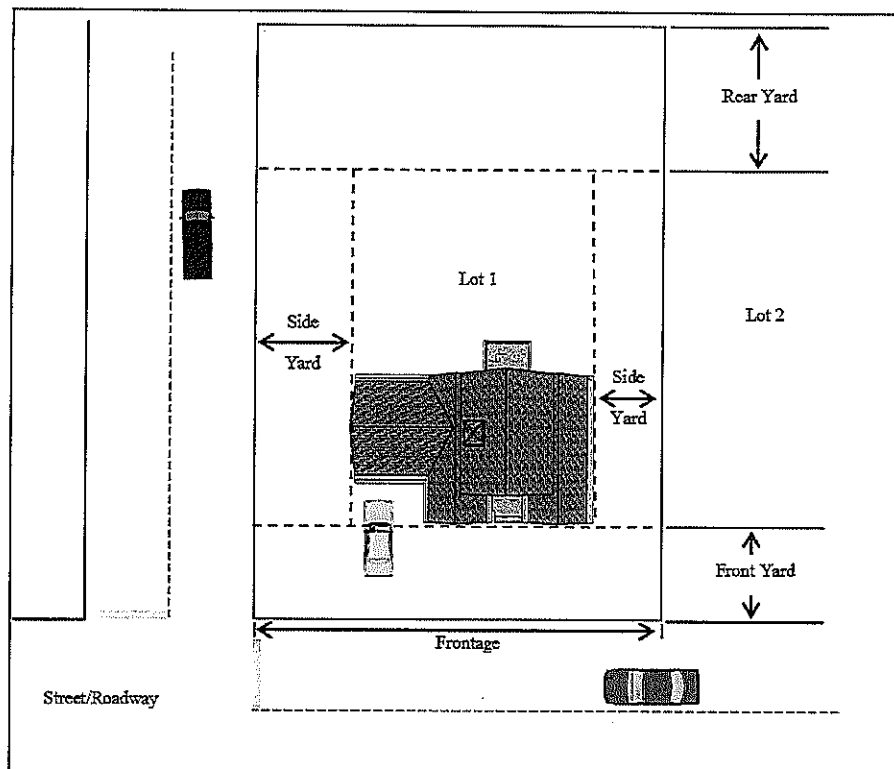 Rear Yard
Lot 1
Side
Yard
Lot 2
Side
Yard
Front Yard
Frontage
Street/Roadway